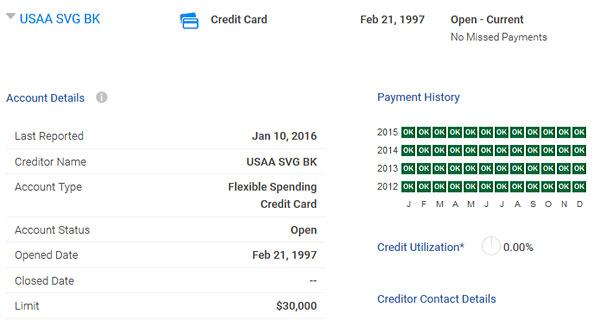 USAA SVG BK Credit Card Feb 21, 1997 Open - Current
No Missed Payments
Account Details
Last Reported Jan 10, 2016
Creditor Name USAA SVG BK
Account Type Flexible Spending
Credit Card
Account Status Open
Opened Date Feb 21, 1997
Closed Date --
Limit $30,000
Payment History
2015 OK OK OK OK OK OK OK OK OK OK OK OK
2014 OK OK OK OK OK OK OK OK OK OK OK OK
2013 OK OK OK OK OK OK OK OK OK OK OK OK
2012 OK OK OK OK OK OK OK OK OK OK OK OK
J F M A M J J A S O N D
Credit Utilization* 0.00%
Creditor Contact Details